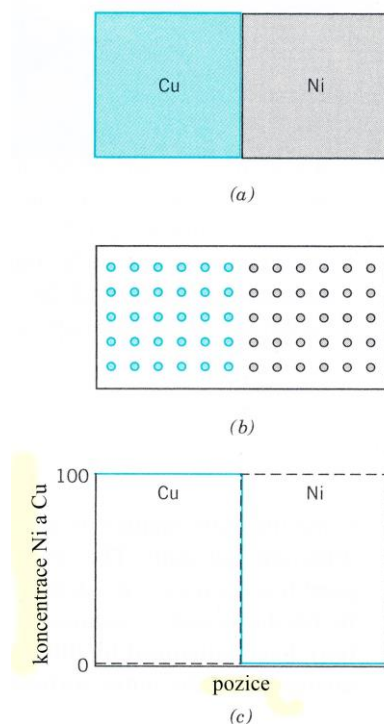 Cu
Ni
(a)
(b)
100
Cu
Ni
koncentrace Ni a Cu
0
pozice
(c)